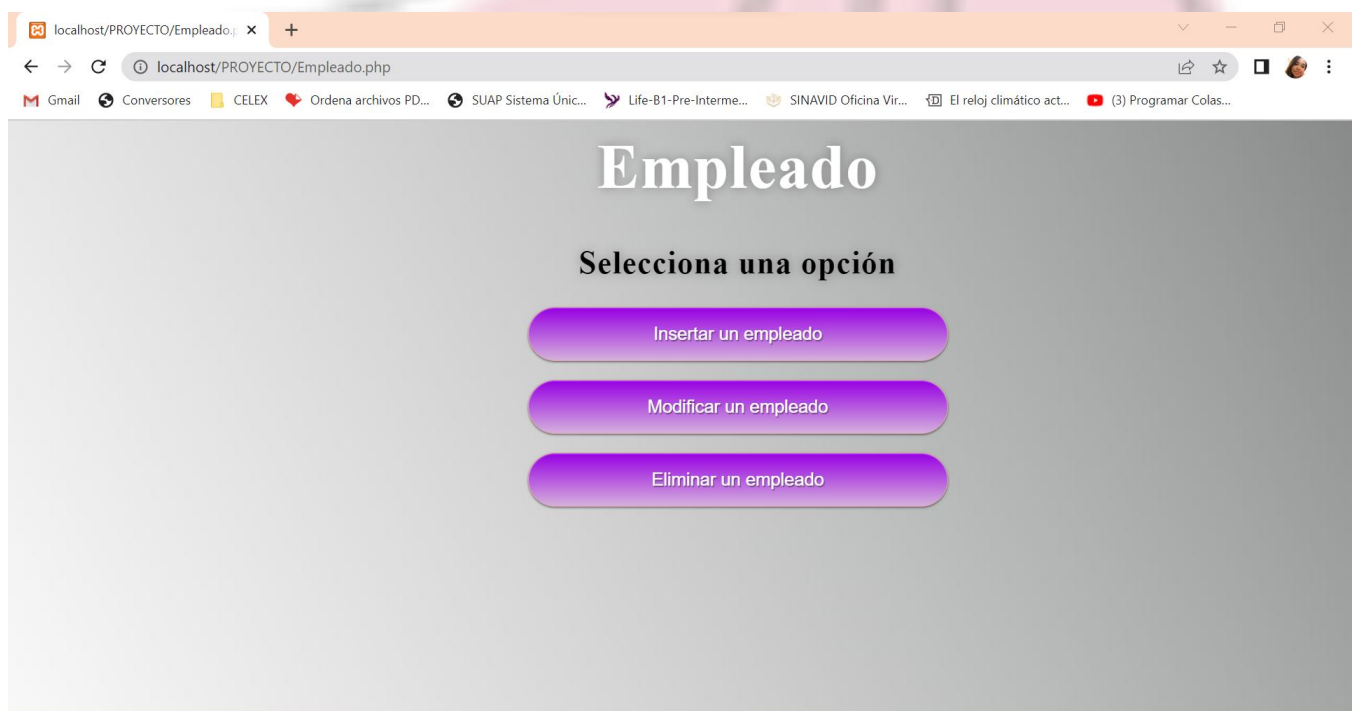 localhost/PROYECTO/Empleado.p
localhost/PROYECTO/Empleado.php
Gmail Conversores CELEX Ordena archivos PD... SUAP Sistema Únic... Life-B1-Pre-Interme... SINAVID Oficina Vir... El reloj climático act... (3) Programar Colas...
Empleado
Selecciona una opción
Insertar un empleado
Modificar un empleado
Eliminar un empleado